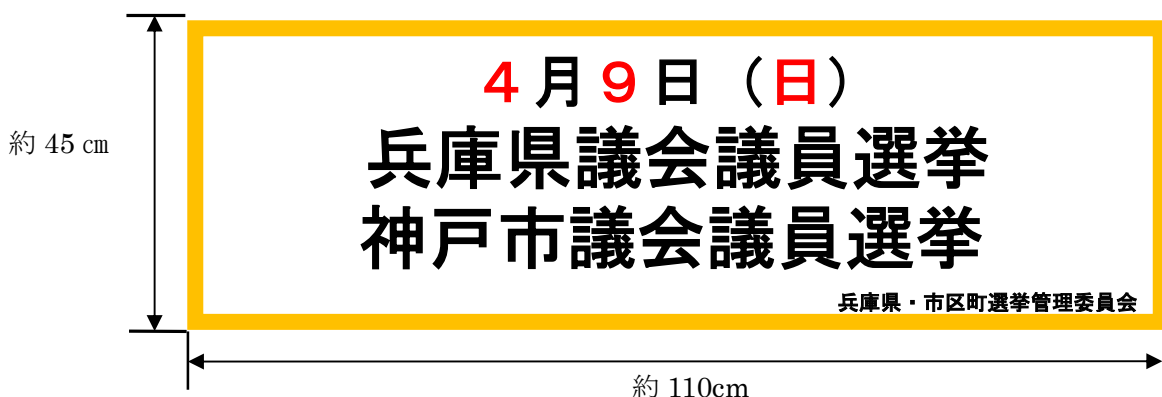 4月9日（日）
兵庫県議会議員選挙
神戸市議会議員選挙
兵庫県・市区町選挙管理委員会
約 45 ㎝
約 110cm